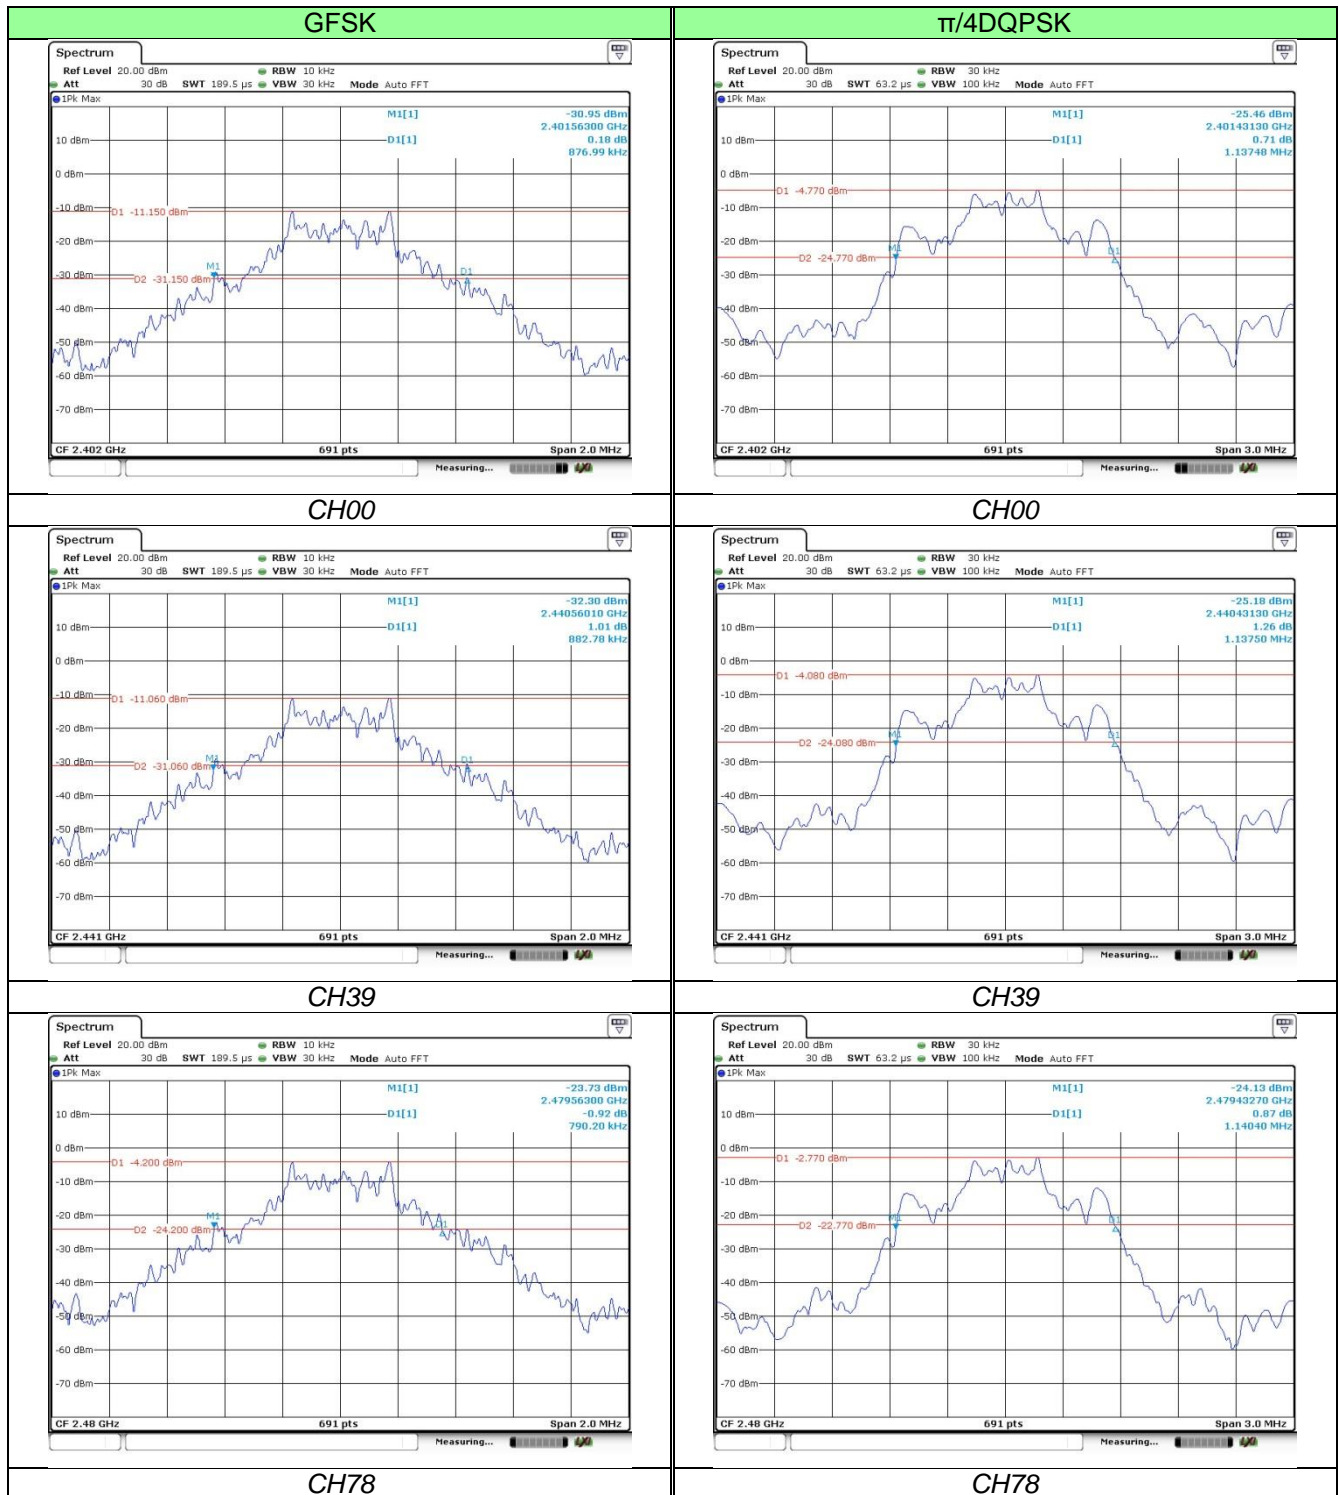 GFSK π/4DQPSK
Spectrum
Ref Level 20.00 dBm RBW 10 kHz
Att 30 dB SWT 189.5 µs VBW 30 kHz Mode Auto FFT
1Pk Max
M1[1] -30.95 dBm
2.40156300 GHz
10 dBm D1[1] 0.18 dB
876.99 kHz
0 dBm
-10 dBm D1 -11.150 dBm
-20 dBm
M1
-30 dBm D2 -31.150 dBm D1
-40 dBm
-50 dBm
-60 dBm
-70 dBm
CF 2.402 GHz 691 pts Span 2.0 MHz
Measuring...
Spectrum
Ref Level 20.00 dBm RBW 30 kHz
Att 30 dB SWT 63.2 µs VBW 100 kHz Mode Auto FFT
1Pk Max
M1[1] -25.46 dBm
2.40143130 GHz
10 dBm D1[1] 0.71 dB
1.13748 MHz
0 dBm
D1 -4.770 dBm
-10 dBm
-20 dBm
M1 D1
D2 -24.770 dBm
-30 dBm
-40 dBm
-50 dBm
-60 dBm
-70 dBm
CF 2.402 GHz 691 pts Span 3.0 MHz
Measuring...
CH00 CH00
Spectrum
Ref Level 20.00 dBm RBW 10 kHz
Att 30 dB SWT 189.5 µs VBW 30 kHz Mode Auto FFT
1Pk Max
M1[1] -32.30 dBm
2.44056010 GHz
10 dBm D1[1] 1.01 dB
882.78 kHz
0 dBm
-10 dBm D1 -11.060 dBm
-20 dBm
M1 D1
-30 dBm D2 -31.060 dBm
-40 dBm
-50 dBm
-60 dBm
-70 dBm
CF 2.441 GHz 691 pts Span 2.0 MHz
Measuring...
Spectrum
Ref Level 20.00 dBm RBW 30 kHz
Att 30 dB SWT 63.2 µs VBW 100 kHz Mode Auto FFT
1Pk Max
M1[1] -25.18 dBm
2.44043130 GHz
10 dBm D1[1] 1.26 dB
1.13750 MHz
0 dBm
D1 -4.080 dBm
-10 dBm
-20 dBm
M1 D1
D2 -24.080 dBm
-30 dBm
-40 dBm
-50 dBm
-60 dBm
-70 dBm
CF 2.441 GHz 691 pts Span 3.0 MHz
Measuring...
CH39 CH39
Spectrum
Ref Level 20.00 dBm RBW 10 kHz
Att 30 dB SWT 189.5 µs VBW 30 kHz Mode Auto FFT
1Pk Max
M1[1] -23.73 dBm
2.47956300 GHz
10 dBm D1[1] -0.92 dB
790.20 kHz
0 dBm
D1 -4.200 dBm
-10 dBm
-20 dBm M1
D2 -24.200 dBm D1
-30 dBm
-40 dBm
-50 dBm
-60 dBm
-70 dBm
CF 2.48 GHz 691 pts Span 2.0 MHz
Measuring...
Spectrum
Ref Level 20.00 dBm RBW 30 kHz
Att 30 dB SWT 63.2 µs VBW 100 kHz Mode Auto FFT
1Pk Max
M1[1] -24.13 dBm
2.47943270 GHz
10 dBm D1[1] 0.87 dB
1.14040 MHz
0 dBm
D1 -2.770 dBm
-10 dBm
-20 dBm M1 D1
D2 -22.770 dBm
-30 dBm
-40 dBm
-50 dBm
-60 dBm
-70 dBm
CF 2.48 GHz 691 pts Span 3.0 MHz
Measuring...
CH78 CH78